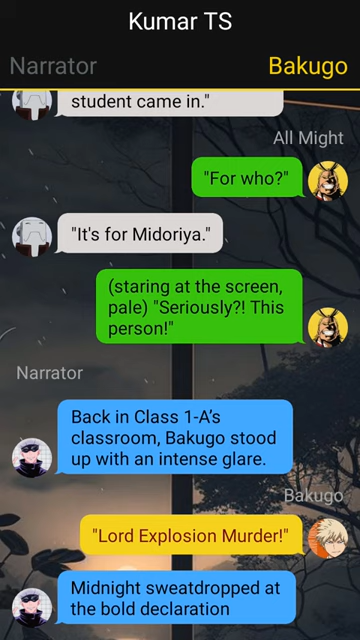 Kumar TS
Narrator
Bakugo
student came in."
All Might
"For who?"
"It's for Midoriya."
(staring at the screen,
pale) "Seriously?! This
person!"
Narrator
Back in Class 1-A’s
classroom, Bakugo stood
up with an intense glare.
Bakugo
"Lord Explosion Murder!"
Midnight sweatdropped at
the bold declaration